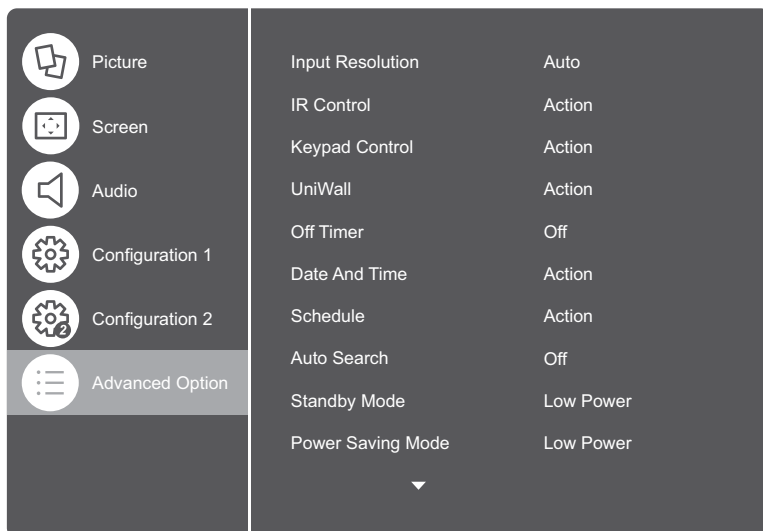 Picture
Screen
Audio
Configuration 1
Configuration 2
2
Advanced Option
Input Resolution Auto
IR Control Action
Keypad Control Action
UniWall Action
Off Timer Off
Date And Time Action
Schedule Action
Auto Search Off
Standby Mode Low Power
Power Saving Mode Low Power